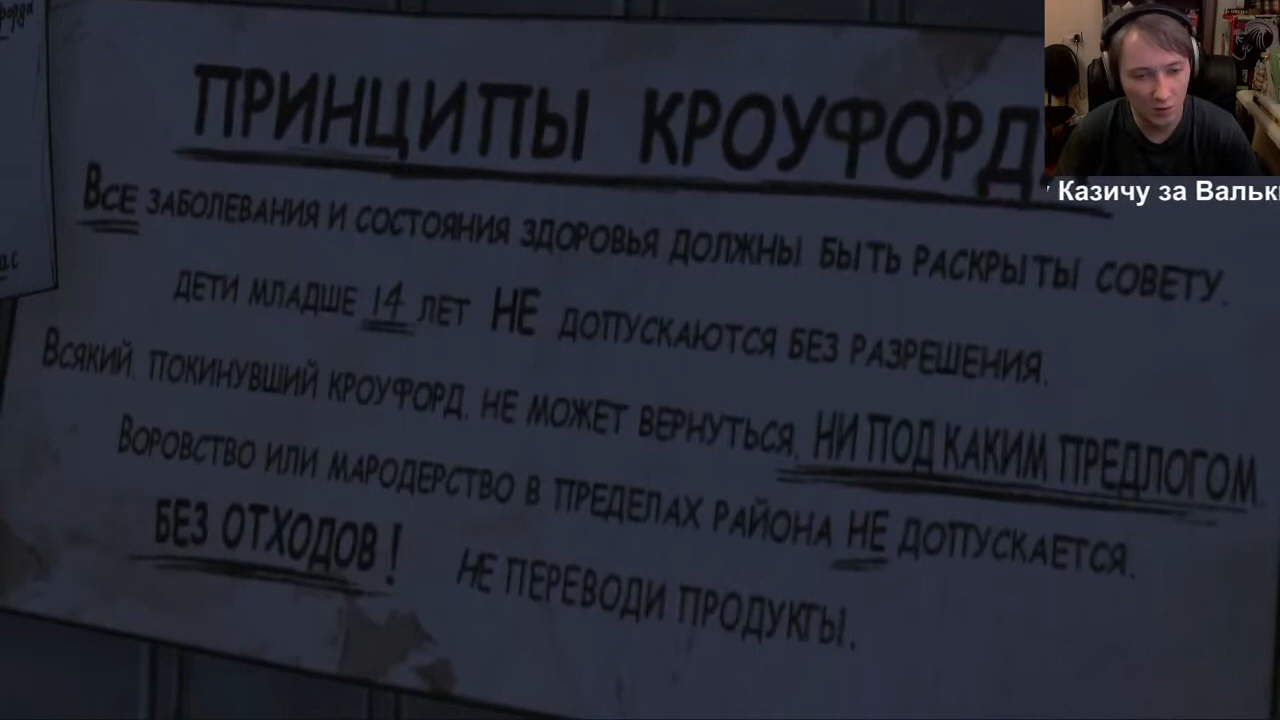 ПРИНЦИПЫ КРОУФОРД
ВСЕ ЗАБОЛЕВАНИЯ И СОСТОЯНИЯ ЗДОРОВЬЯ ДОЛЖНЫ БЫТЬ РАСКРЫТЫ СОВЕТУ.
ДЕТИ МЛАДШЕ 14 ЛЕТ НЕ ДОПУСКАЮТСЯ БЕЗ РАЗРЕШЕНИЯ.
ВСЯКИЙ, ПОКИНУВШИЙ КРОУФОРД, НЕ МОЖЕТ ВЕРНУТЬСЯ, НИ ПОД КАКИМ ПРЕДЛОГОМ.
ВОРОВСТВО ИЛИ МАРОДЕРСТВО В ПРЕДЕЛАХ РАЙОНА НЕ ДОПУСКАЕТСЯ.
БЕЗ ОТХОДОВ! НЕ ПЕРЕВОДИ ПРОДУКТЫ.
Казичу за Вальк